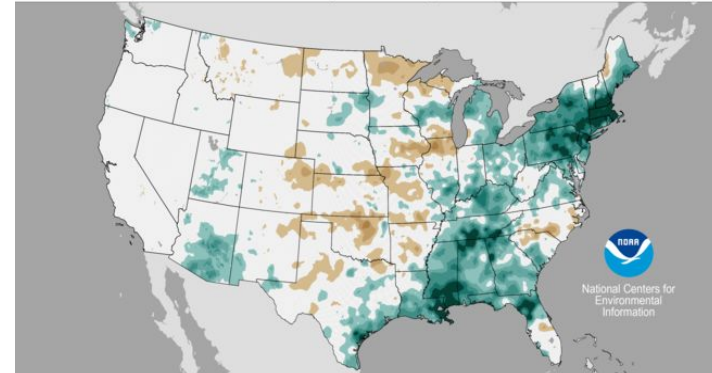 NOAA
National Centers for
Environmental
Information